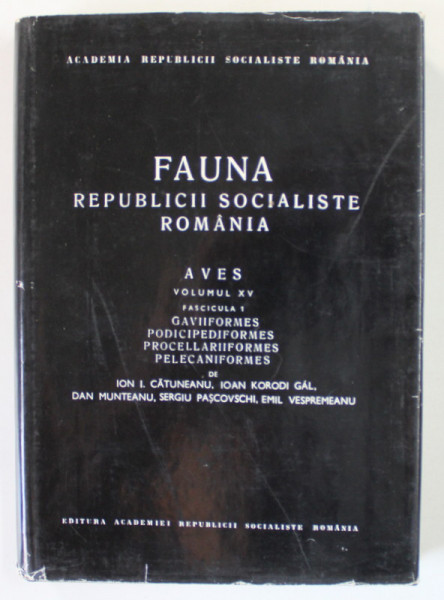 ACADEMIA REPUBLICII SOCIALISTE ROMÂNIA
FAUNA
REPUBLICII SOCIALISTE
ROMÂNIA
AVES
VOLUMUL XV
FASCICULA 1
GAVIIFORMES
PODICIPEDIFORMES
PROCELLARIIFORMES
PELECANIFORMES
DE
ION I. CĂTUNEANU, IOAN KORODI GÁL,
DAN MUNTEANU, SERGIU PAȘCOVSCHI, EMIL VESPREMEANU
EDITURA ACADEMIEI REPUBLICII SOCIALISTE ROMÂNIA